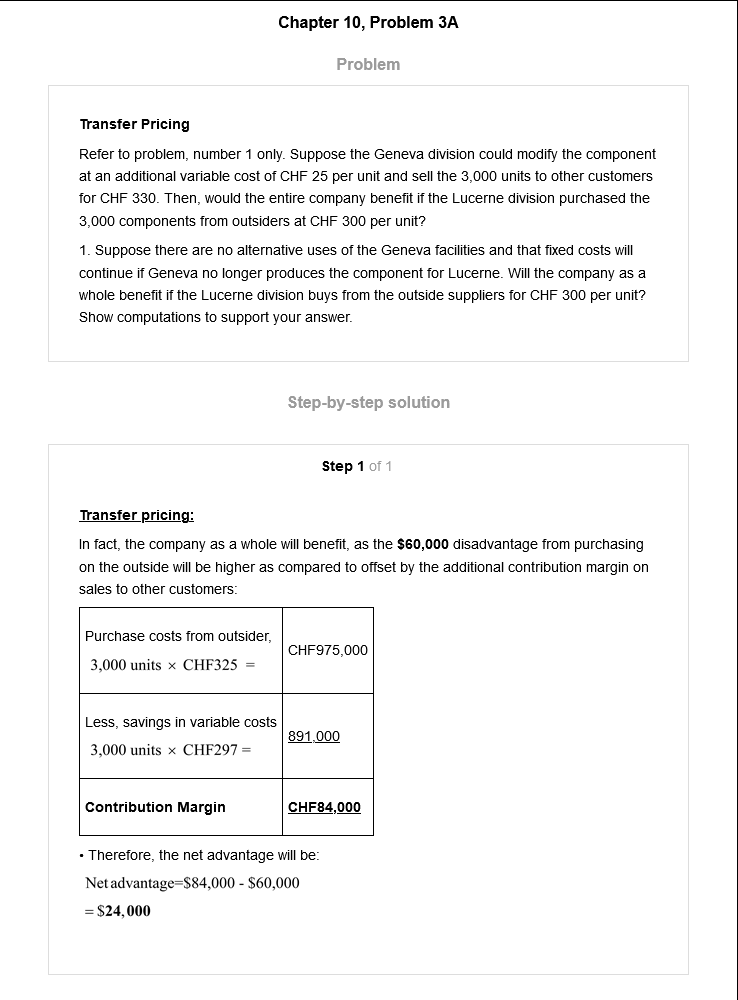 Chapter 10, Problem 3A
Problem
Transfer Pricing
Refer to problem, number 1 only. Suppose the Geneva division could modify the component
at an additional variable cost of CHF 25 per unit and sell the 3,000 units to other customers
for CHF 330. Then, would the entire company benefit if the Lucerne division purchased the
3,000 components from outsiders at CHF 300 per unit?
1. Suppose there are no alternative uses of the Geneva facilities and that fixed costs will
continue if Geneva no longer produces the component for Lucerne. Will the company as a
whole benefit if the Lucerne division buys from the outside suppliers for CHF 300 per unit?
Show computations to support your answer.
Step-by-step solution
Step 1 of 1
Transfer pricing:
In fact, the company as a whole will benefit, as the $60,000 disadvantage from purchasing
on the outside will be higher as compared to offset by the additional contribution margin on
sales to other customers:
Purchase costs from outsider,
3,000 units × CHF325 =
CHF975,000
Less, savings in variable costs
3,000 units × CHF297 =
891,000
Contribution Margin
CHF84,000
• Therefore, the net advantage will be:
Net advantage=$84,000 - $60,000
= $24,000